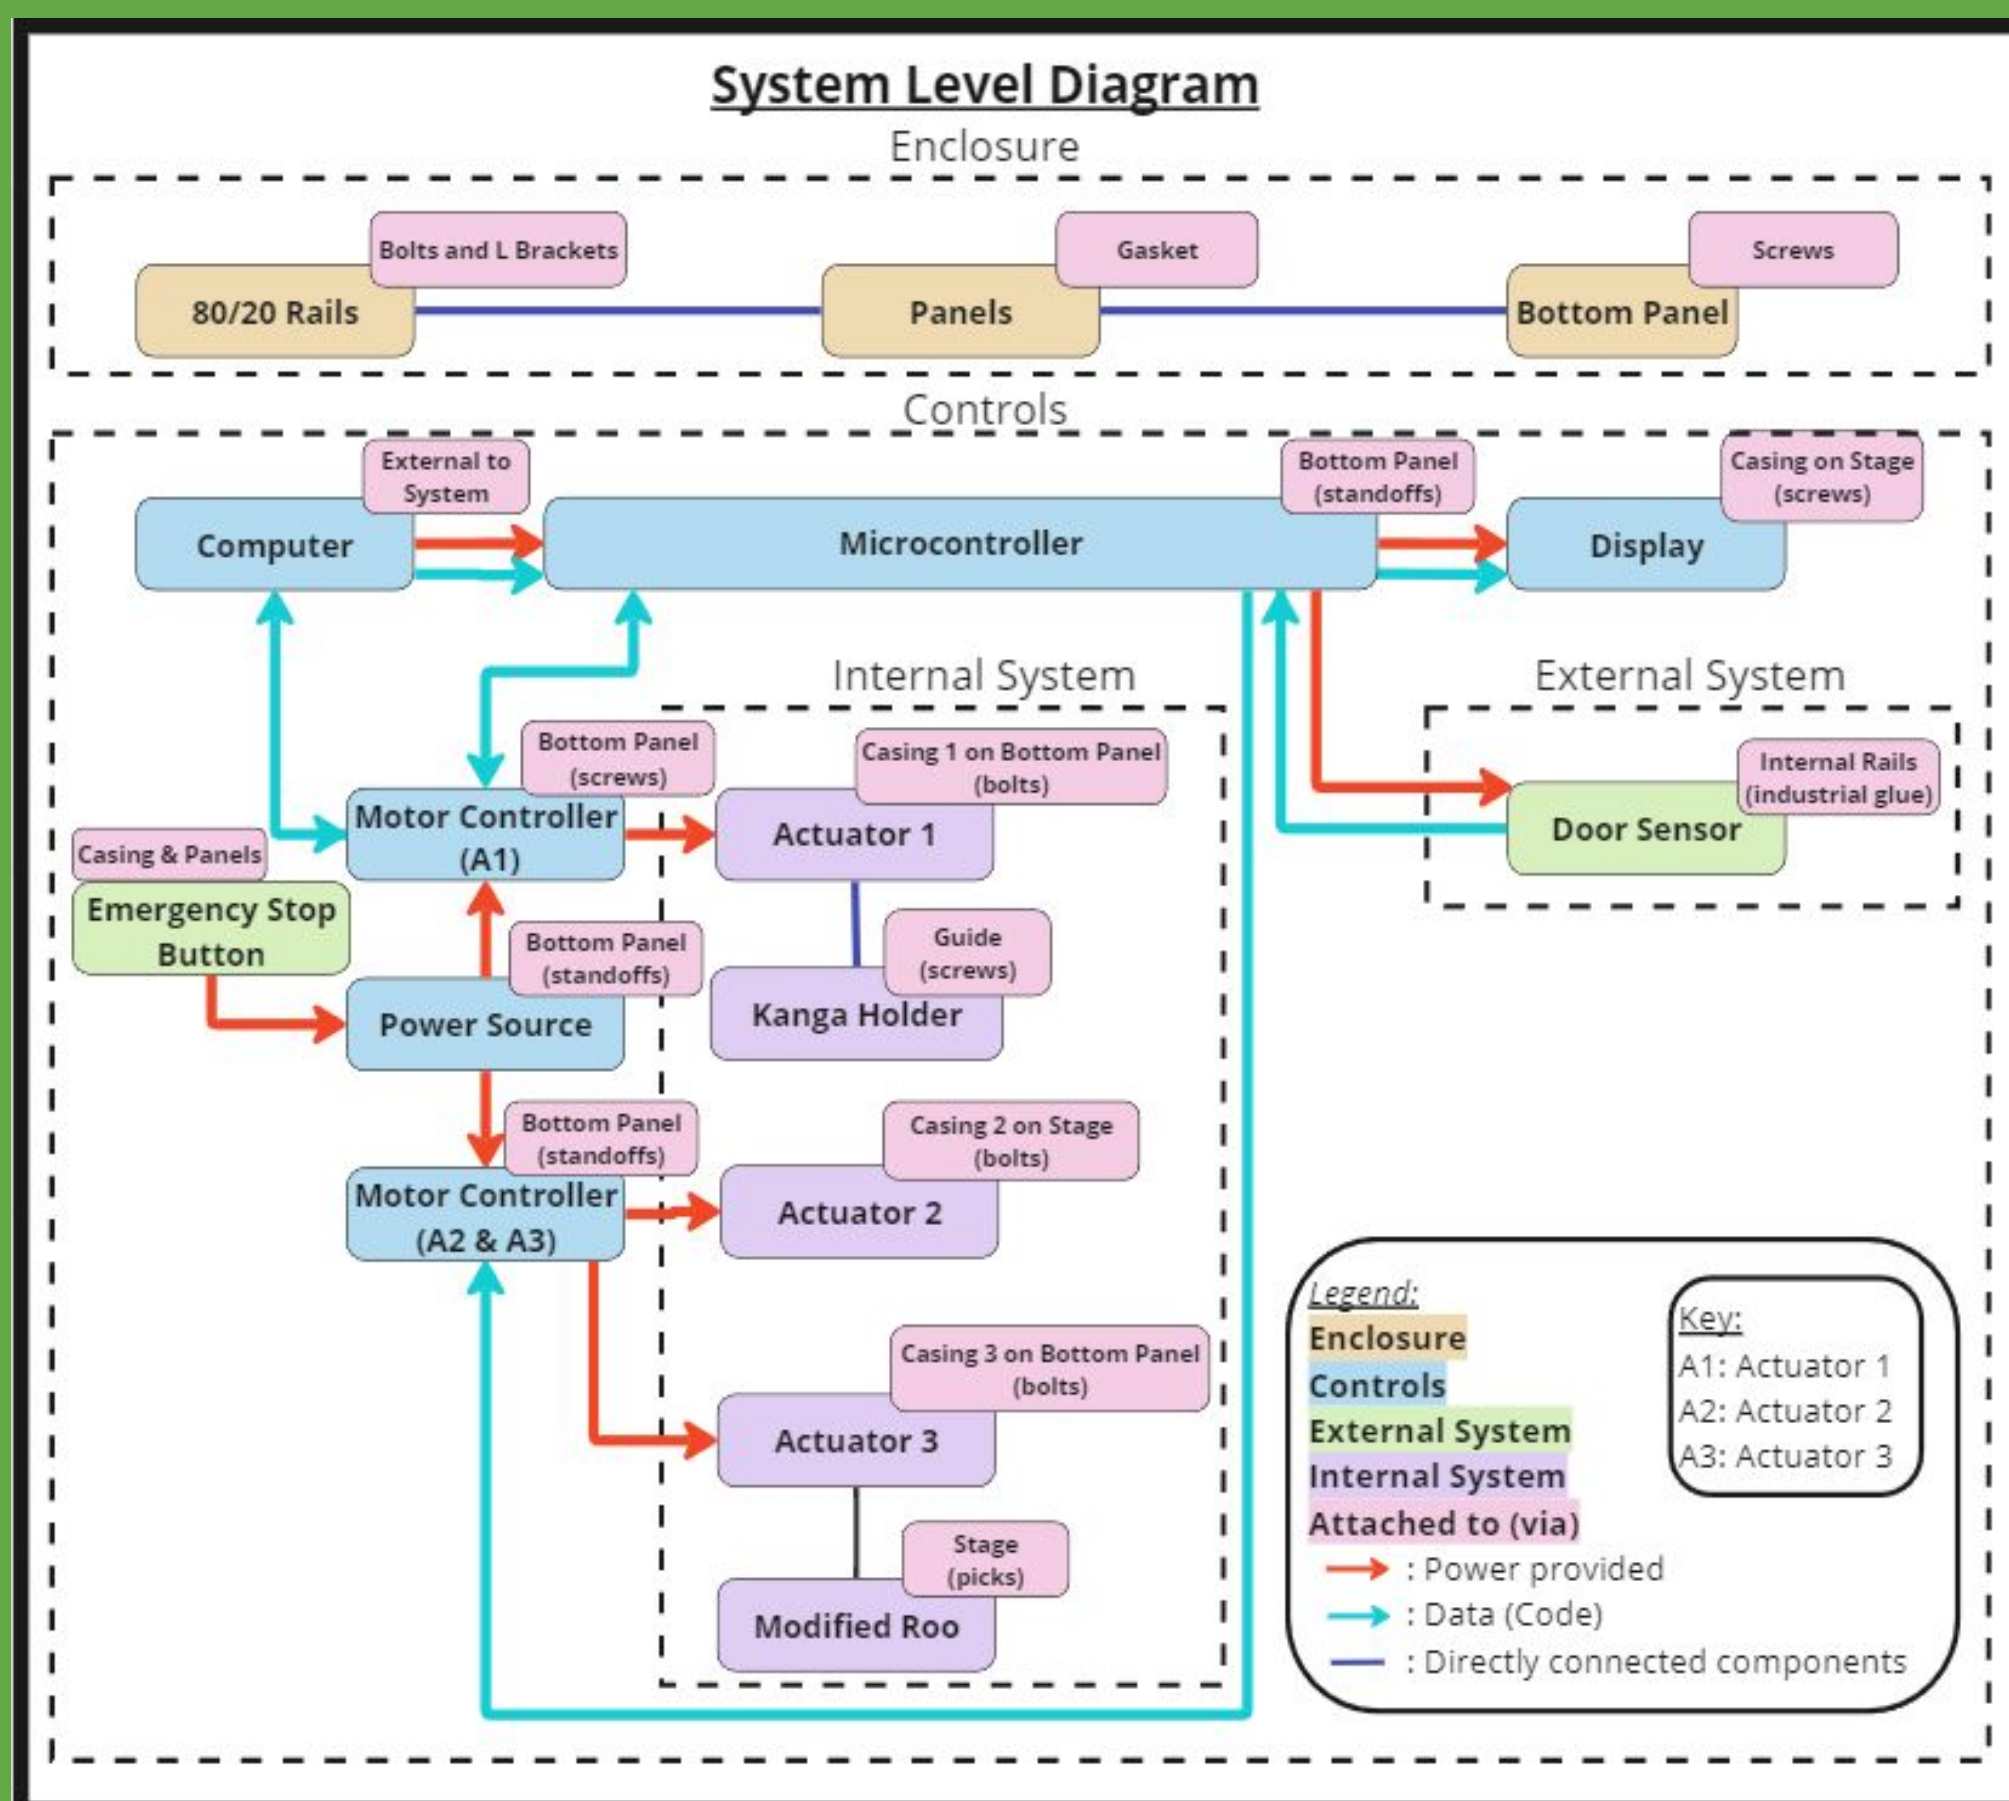 System Level Diagram
Enclosure
Bolts and L Brackets
80/20 Rails
Gasket
Panels
Screws
Bottom Panel
Controls
External to
System
Computer
Bottom Panel
(standoffs)
Microcontroller
Casing on Stage
(screws)
Display
Internal System
External System
Bottom Panel
(screws)
Motor Controller
(A1)
Casing 1 on Bottom Panel
(bolts)
Actuator 1
Internal Rails
(industrial glue)
Door Sensor
Casing & Panels
Emergency Stop
Button
Bottom Panel
(standoffs)
Power Source
Guide
(screws)
Kanga Holder
Bottom Panel
(standoffs)
Motor Controller
(A2 & A3)
Casing 2 on Stage
(bolts)
Actuator 2
Casing 3 on Bottom Panel
(bolts)
Actuator 3
Stage
(picks)
Modified Roo
Legend:
Enclosure
Controls
External System
Internal System
Attached to (via)
: Power provided
: Data (Code)
: Directly connected components
Key:
A1: Actuator 1
A2: Actuator 2
A3: Actuator 3